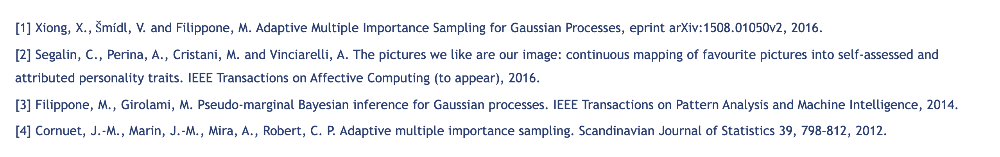 [1] Xiong, X., Šmídl, V. and Filippone, M. Adaptive Multiple Importance Sampling for Gaussian Processes, eprint arXiv:1508.01050v2, 2016.
[2] Segalin, C., Perina, A., Cristani, M. and Vinciarelli, A. The pictures we like are our image: continuous mapping of favourite pictures into self-assessed and
attributed personality traits. IEEE Transactions on Affective Computing (to appear), 2016.
[3] Filippone, M., Girolami, M. Pseudo-marginal Bayesian inference for Gaussian processes. IEEE Transactions on Pattern Analysis and Machine Intelligence, 2014.
[4] Cornuet, J.-M., Marin, J.-M., Mira, A., Robert, C. P. Adaptive multiple importance sampling. Scandinavian Journal of Statistics 39, 798–812, 2012.